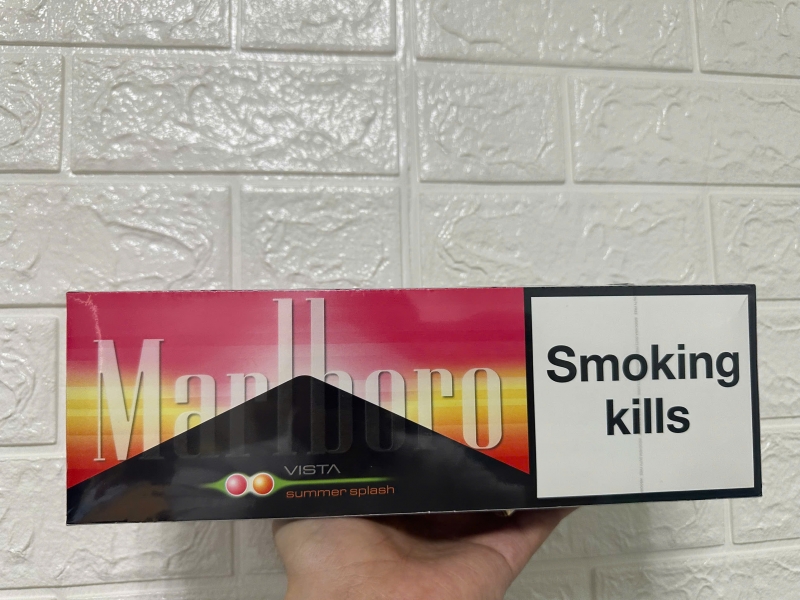 Marlboro
VISTA
summer splash
Smoking
kills